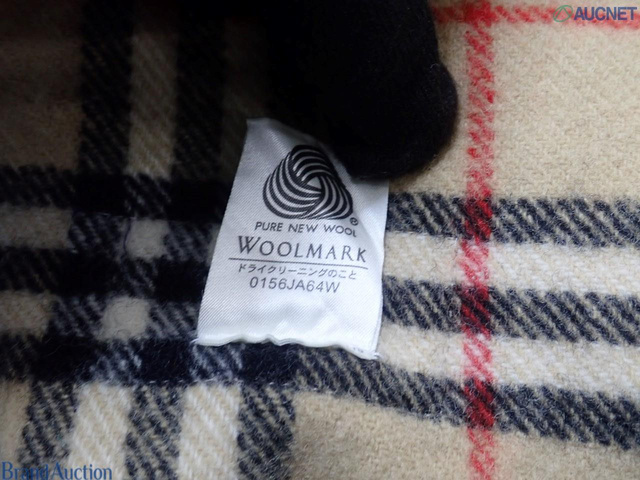 AUCNET
PURE NEW WOOL
WOOLMARK
ドライクリーニングのこと
0156JA64W
Brand Auction